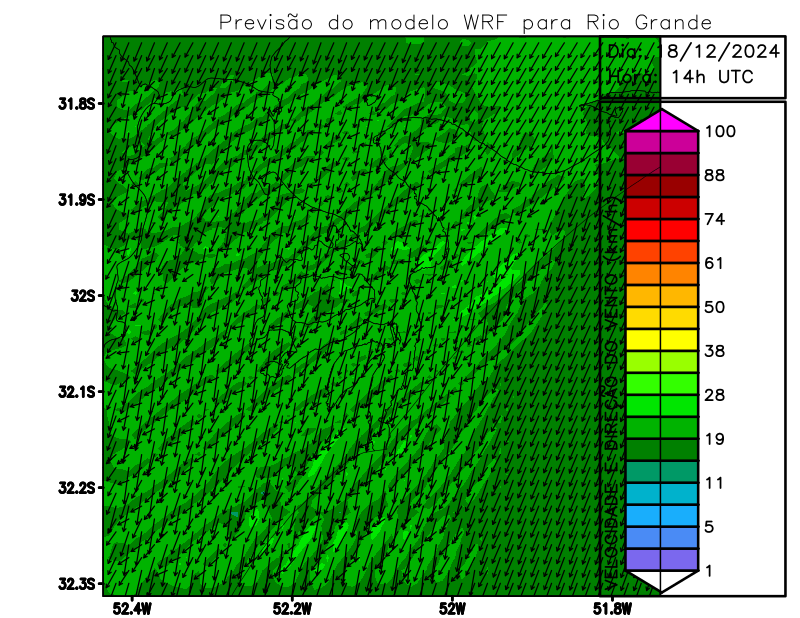 Previsão do modelo WRF para Rio Grande
Dia: 18/12/2024
Hora: 14h UTC
31.8S
31.9S
32S
32.1S
32.2S
32.3S
52.4W
52.2W
52W
51.8W
VELOCIDADE E DIREÇÃO DO VENTO (km/h)
100
88
74
61
50
38
28
19
11
5
1